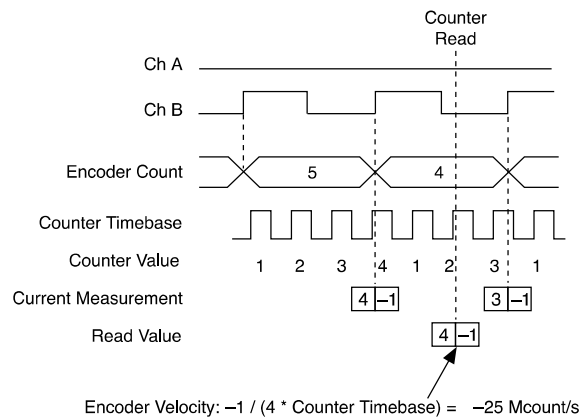 Counter
Read
Ch A
Ch B
Encoder Count 5 4
Counter Timebase
Counter Value 1 2 3 4 1 2 3 1
Current Measurement 4 –1 3 –1
Read Value 4 –1
Encoder Velocity: –1 / (4 * Counter Timebase) = –25 Mcount/s